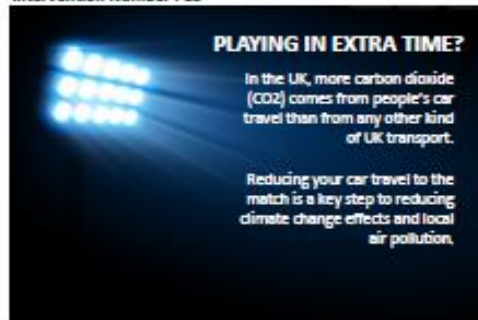 PLAYING IN EXTRA TIME?
In the UK, more carbon dioxide
(CO2) comes from people's car
travel than from any other kind
of UK transport.
Reducing your car travel to the
match is a key step to reducing
climate change effects and local
air pollution.